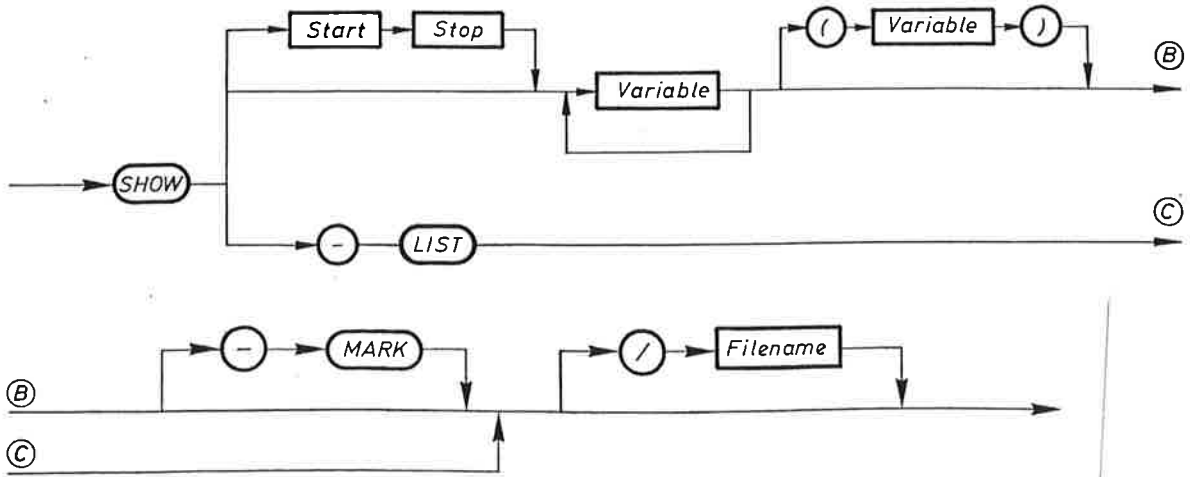 Start Stop ( Variable )
B
Variable
SHOW
C
- LIST
- MARK / Filename
B
C